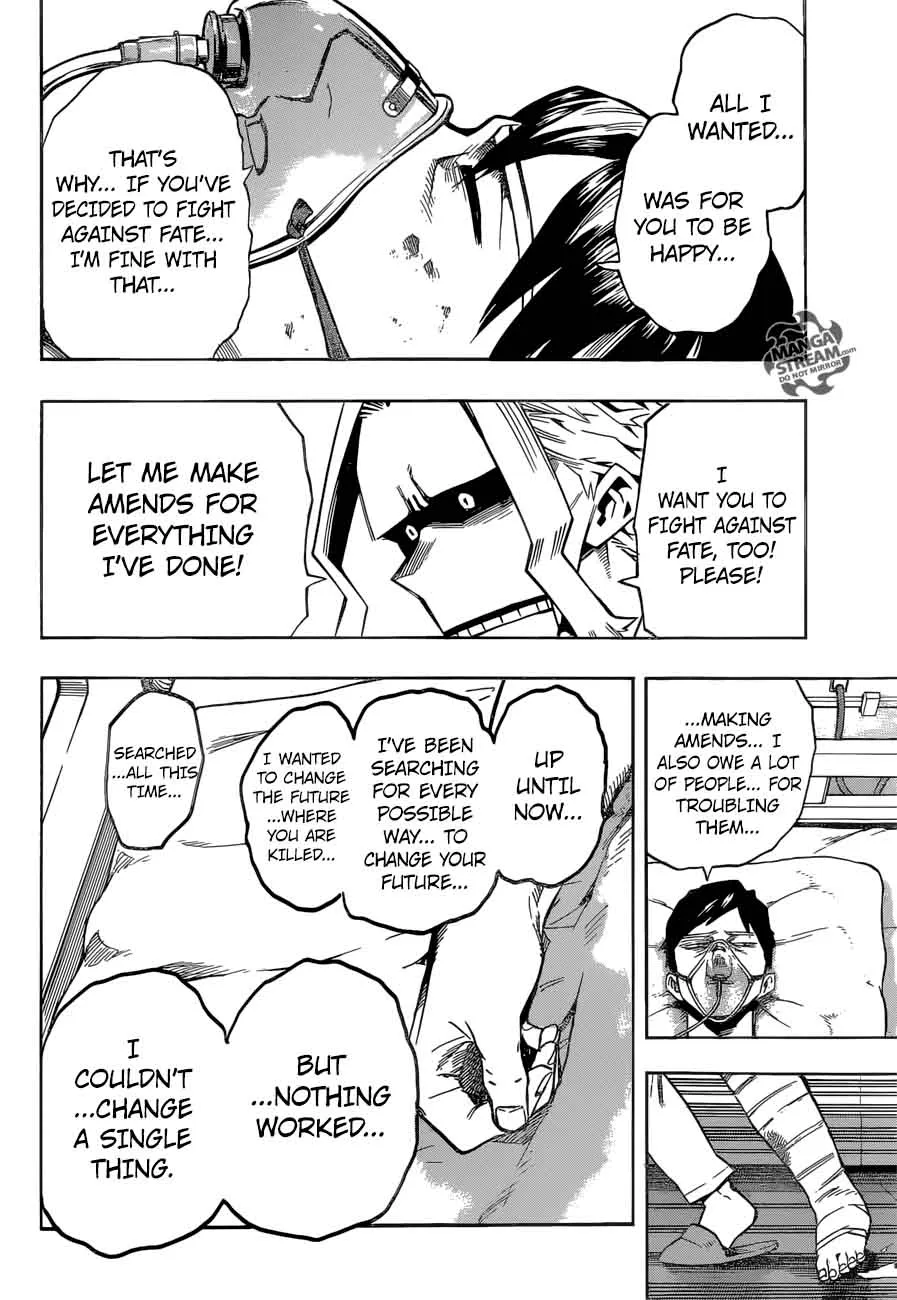 ALL I
WANTED...
WAS FOR
YOU TO BE
HAPPY...
THAT'S
WHY... IF YOU'VE
DECIDED TO FIGHT
AGAINST FATE...
I'M FINE WITH
THAT...
MANGA
STREAM.com
DO NOT MIRROR
I
WANT YOU TO
FIGHT AGAINST
FATE, TOO!
PLEASE!
LET ME MAKE
AMENDS FOR
EVERYTHING
I'VE DONE!
...MAKING
AMENDS... I
ALSO OWE A LOT
OF PEOPLE... FOR
TROUBLING
THEM...
UP
UNTIL
NOW...
I'VE BEEN
SEARCHING
FOR EVERY
POSSIBLE
WAY... TO
CHANGE YOUR
FUTURE...
I WANTED
TO CHANGE
THE FUTURE
...WHERE
YOU ARE
KILLED...
SEARCHED
...ALL THIS
TIME...
BUT
...NOTHING
WORKED...
I
COULDN'T
...CHANGE
A SINGLE
THING.